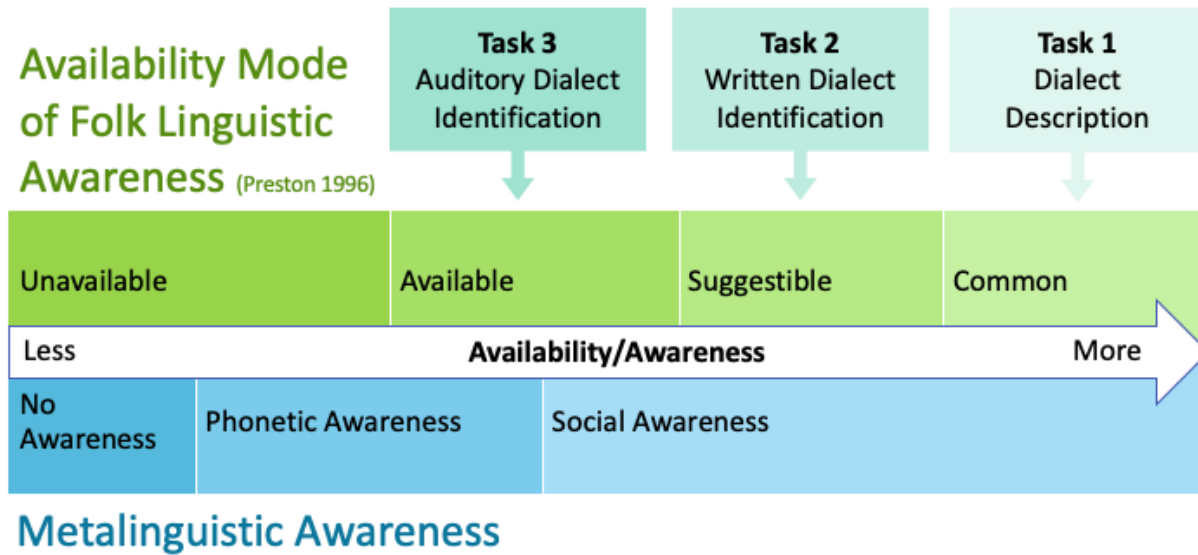 Availability Mode
of Folk Linguistic
Awareness (Preston 1996)
Task 3
Auditory Dialect
Identification
Task 2
Written Dialect
Identification
Task 1
Dialect
Description
Unavailable
Available
Suggestible
Common
Less
Availability/Awareness
More
No
Awareness
Phonetic Awareness
Social Awareness
Metalinguistic Awareness